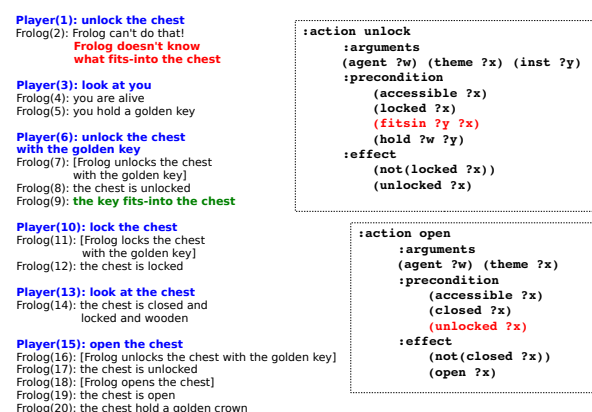 Player(1): unlock the chest
Frolog(2): Frolog can't do that!
Frolog doesn't know
what fits-into the chest
Player(3): look at you
Frolog(4): you are alive
Frolog(5): you hold a golden key
Player(6): unlock the chest
with the golden key
Frolog(7): [Frolog unlocks the chest
with the golden key]
Frolog(8): the chest is unlocked
Frolog(9): the key fits-into the chest
Player(10): lock the chest
Frolog(11): [Frolog locks the chest
with the golden key]
Frolog(12): the chest is locked
Player(13): look at the chest
Frolog(14): the chest is closed and
locked and wooden
Player(15): open the chest
Frolog(16): [Frolog unlocks the chest with the golden key]
Frolog(17): the chest is unlocked
Frolog(18): [Frolog opens the chest]
Frolog(19): the chest is open
Frolog(20): the chest hold a golden crown
:action unlock
:arguments
(agent ?w) (theme ?x) (inst ?y)
:precondition
(accessible ?x)
(locked ?x)
(fitsin ?y ?x)
(hold ?w ?y)
:effect
(not(locked ?x))
(unlocked ?x)
:action open
:arguments
(agent ?w) (theme ?x)
:precondition
(accessible ?x)
(closed ?x)
(unlocked ?x)
:effect
(not(closed ?x))
(open ?x)